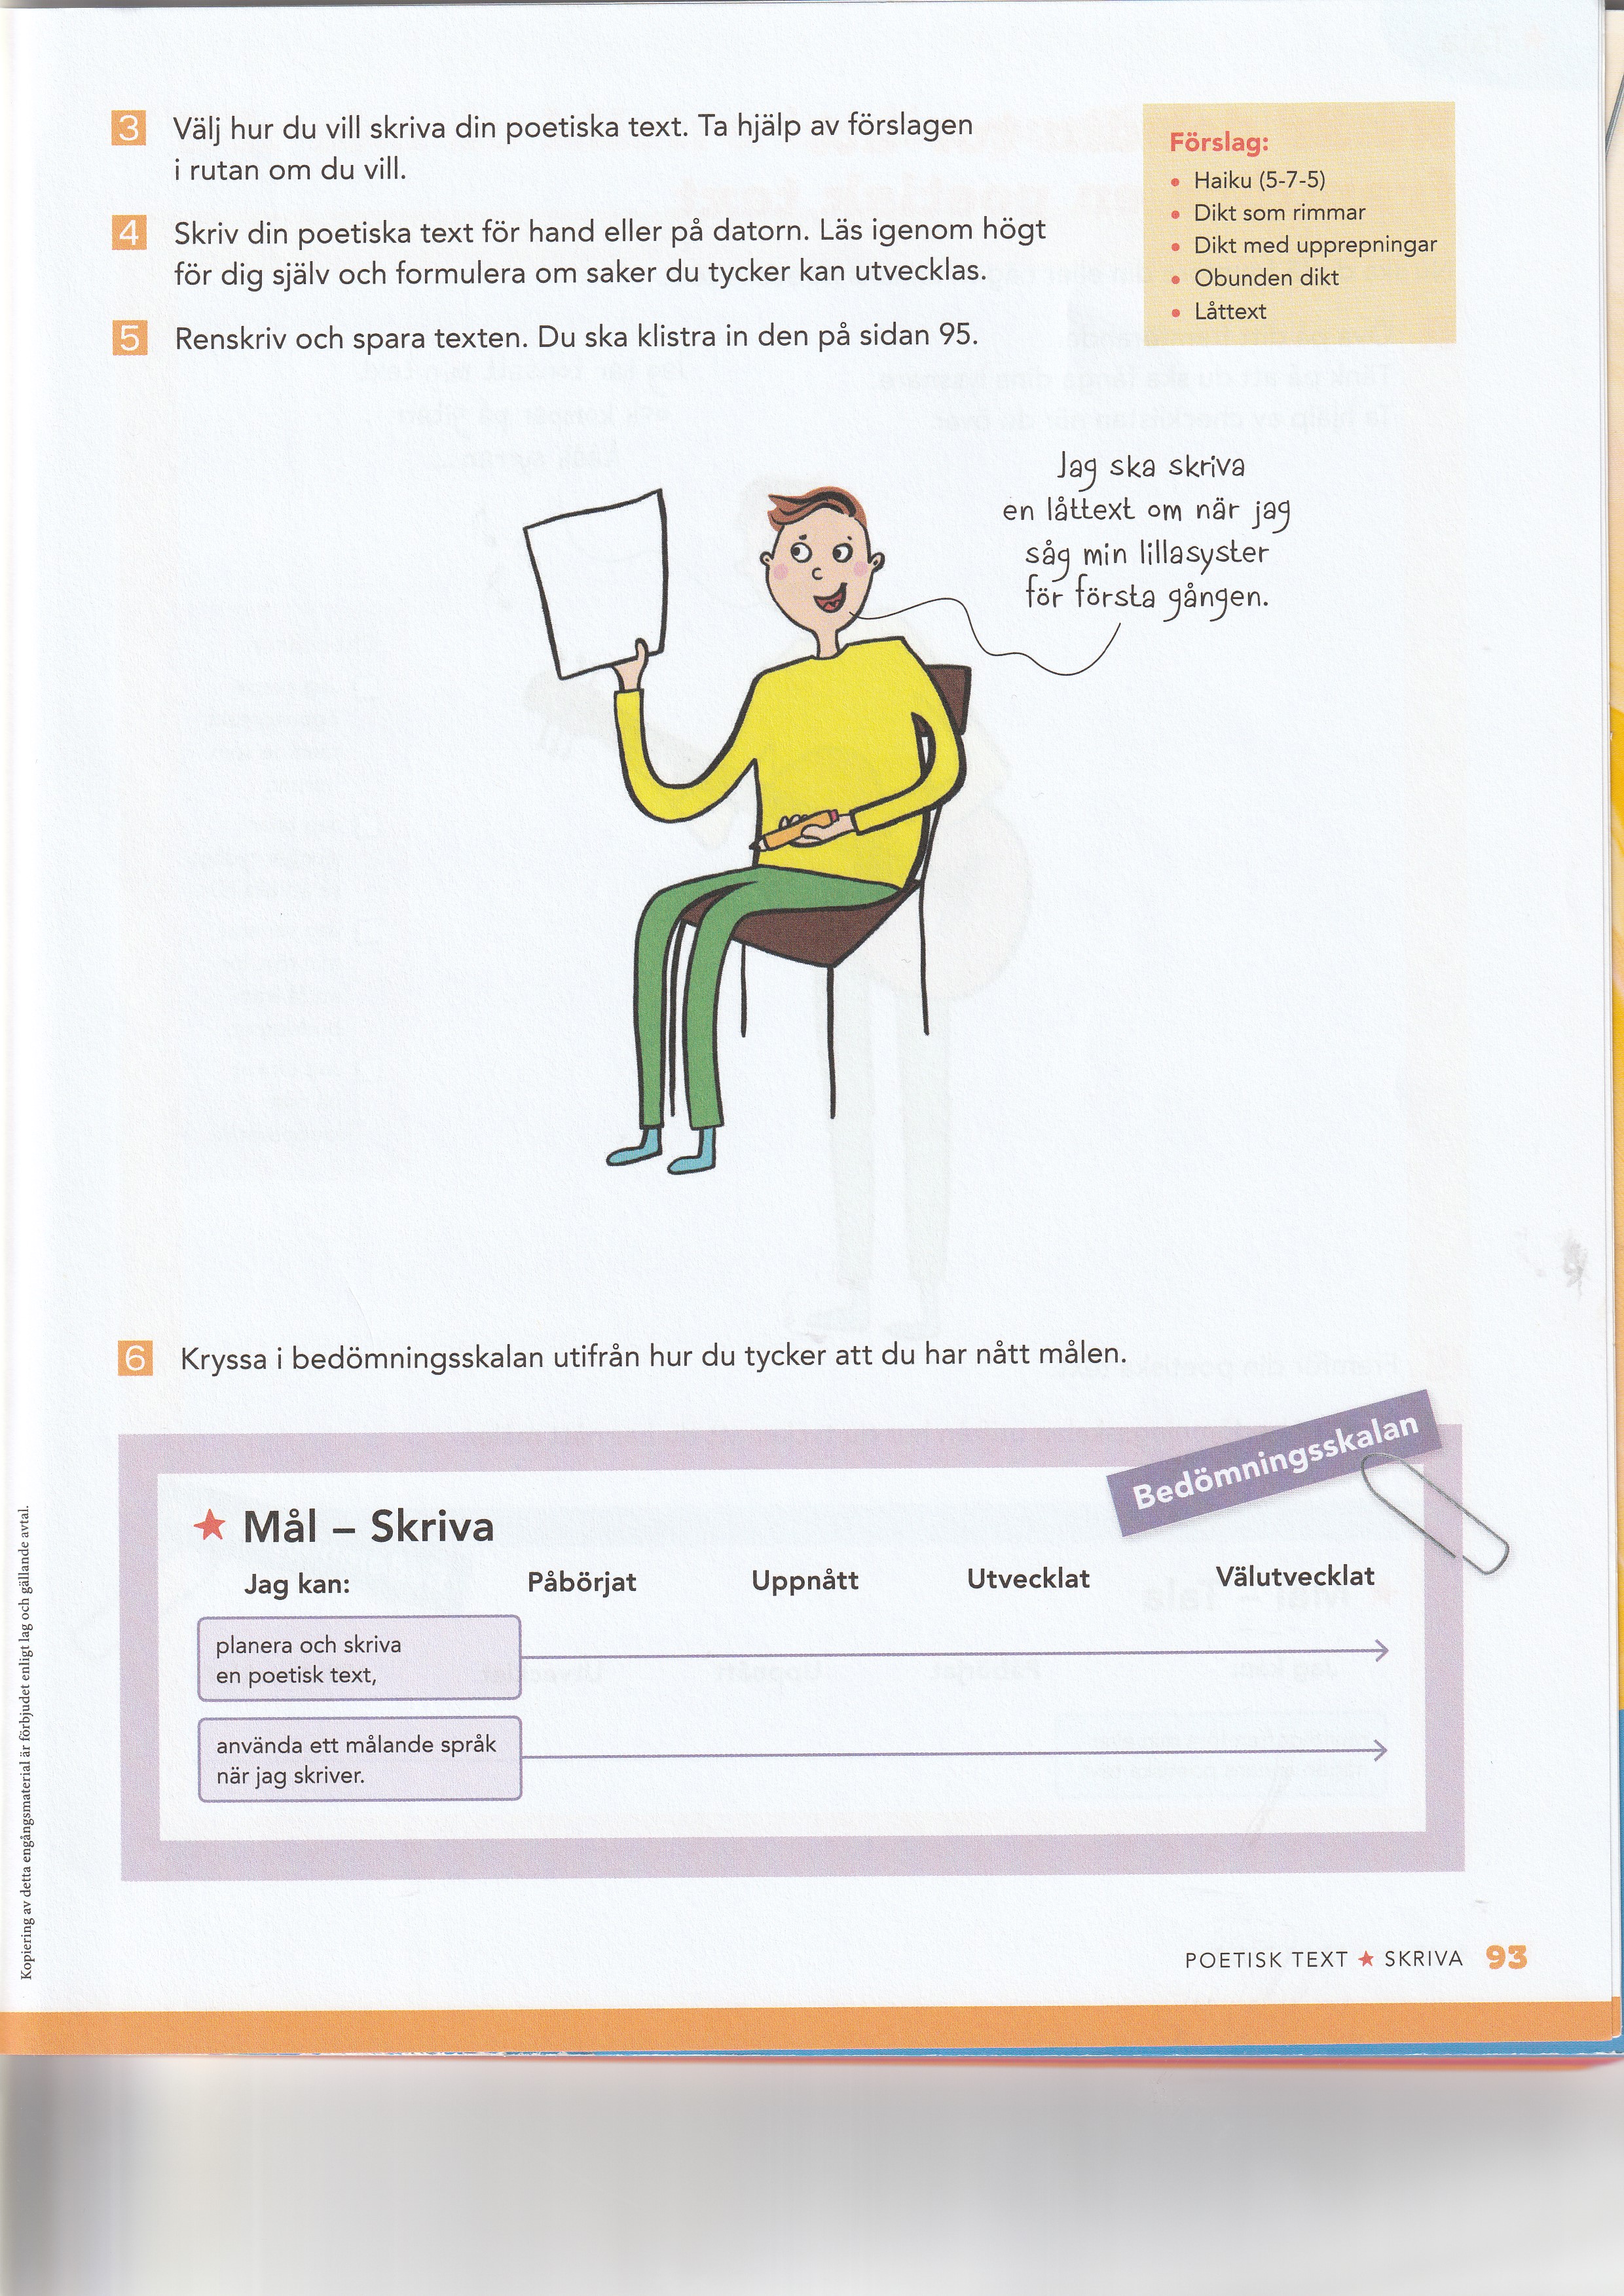 3 Välj hur du vill skriva din poetiska text. Ta hjälp av förslagen
i rutan om du vill.
4 Skriv din poetiska text för hand eller på datorn. Läs igenom högt
för dig själv och formulera om saker du tycker kan utvecklas.
5 Renskriv och spara texten. Du ska klistra in den på sidan 95.
Förslag:
• Haiku (5-7-5)
• Dikt som rimmar
• Dikt med upprepningar
• Obunden dikt
• Låttext
Jag ska skriva
en låttext om när jag
såg min lillasyster
för första gången.
6 Kryssa i bedömningsskalan utifrån hur du tycker att du har nått målen.
Bedömningsskalan
Mål – Skriva
Jag kan: Påbörjat Uppnått Utvecklat Välutvecklat
planera och skriva
en poetisk text,
använda ett målande språk
när jag skriver.
Kopiering av detta engångsmaterial är förbjudet enligt lag och gällande avtal.
POETISK TEXT ★ SKRIVA 93